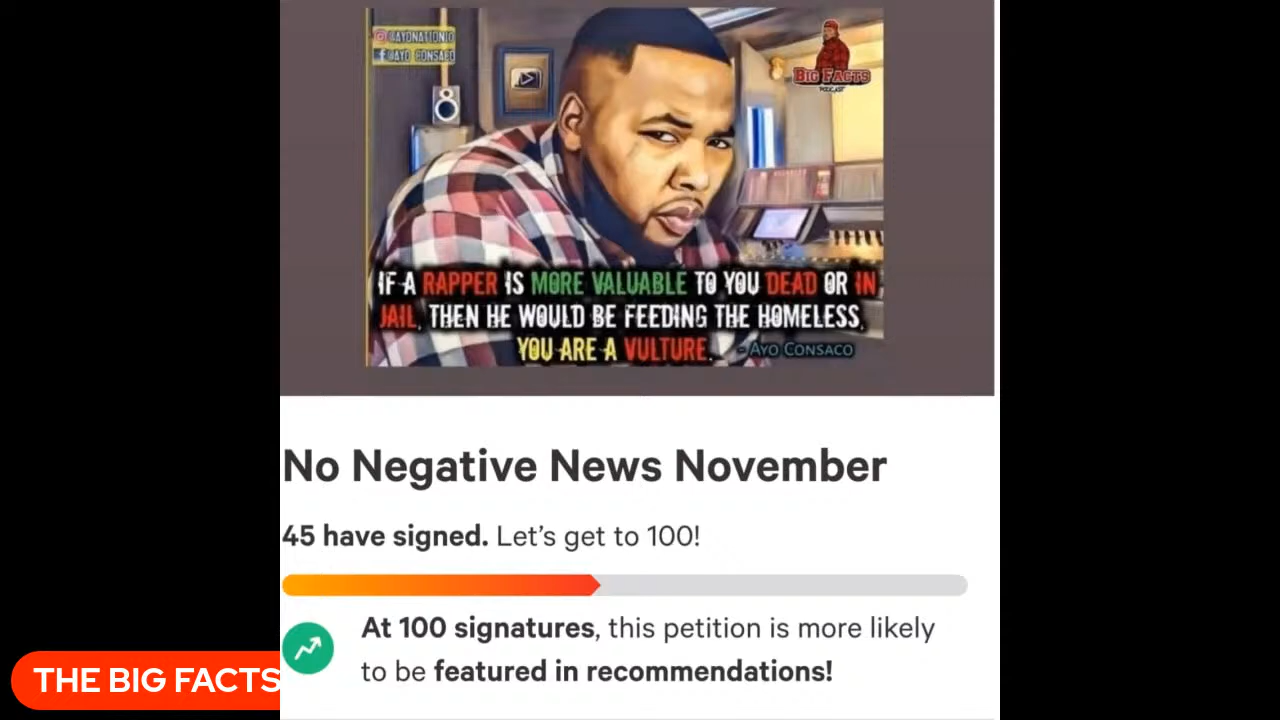 @AYONATION10
@AYO CONSACO
BIG FACTS
PODCAST
IF A RAPPER IS MORE VALUABLE TO YOU DEAD OR IN
JAIL, THEN HE WOULD BE FEEDING THE HOMELESS,
YOU ARE A VULTURE.
- AYO CONSACO
No Negative News November
45 have signed. Let's get to 100!
At 100 signatures, this petition is more likely
to be featured in recommendations!
THE BIG FACTS